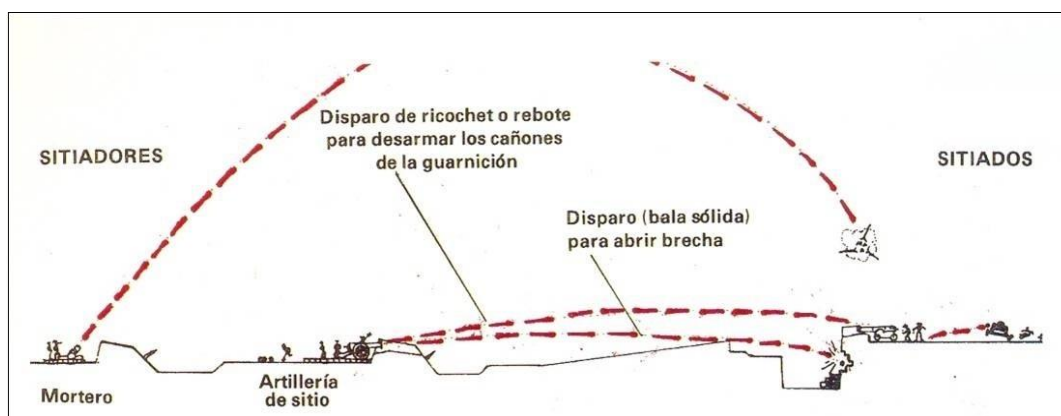 Disparo de ricochet o rebote
para desarmar los cañones
de la guarnición
SITIADORES
SITIADOS
Disparo (bala sólida)
para abrir brecha
Mortero
Artillería
de sitio